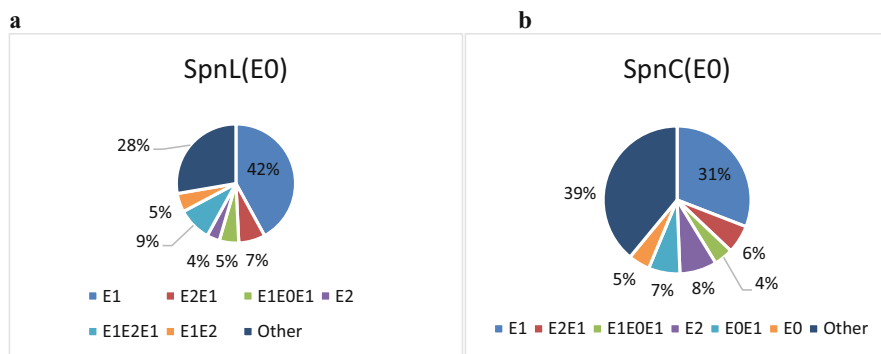 a
b
SpnL(E0)
28%
42%
5%
9%
4%
5%
7%
E1
E2E1
E1E0E1
E2
E1E2E1
E1E2
Other
SpnC(E0)
39%
31%
6%
5%
4%
7%
8%
E1
E2E1
E1E0E1
E2
E0E1
E0
Other